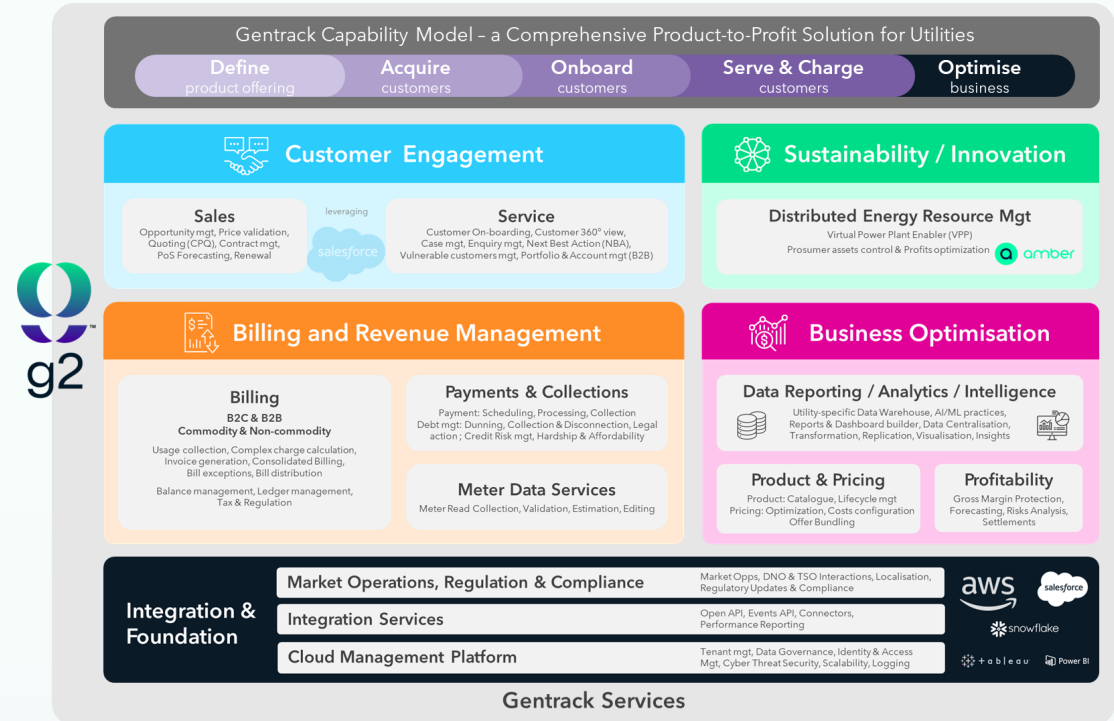 Gentrack Capability Model – a Comprehensive Product-to-Profit Solution for Utilities
Define
product offering
Acquire
customers
Onboard
customers
Serve & Charge
customers
Optimise
business
Customer Engagement
Sales
Opportunity mgt, Price validation,
Quoting (CPQ), Contract mgt,
PoS Forecasting, Renewal
leveraging
salesforce
Service
Customer On-boarding, Customer 360° view,
Case mgt, Enquiry mgt, Next Best Action (NBA),
Vulnerable customers mgt, Portfolio & Account mgt (B2B)
Sustainability / Innovation
Distributed Energy Resource Mgt
Virtual Power Plant Enabler (VPP)
Prosumer assets control & Profits optimization
amber
g2
TM
Billing and Revenue Management
Billing
B2C & B2B
Commodity & Non-commodity
Usage collection, Complex charge calculation,
Invoice generation, Consolidated Billing,
Bill exceptions, Bill distribution
Balance management, Ledger management,
Tax & Regulation
Payments & Collections
Payment: Scheduling, Processing, Collection
Debt mgt: Dunning, Collection & Disconnection, Legal
action ; Credit Risk mgt, Hardship & Affordability
Meter Data Services
Meter Read Collection, Validation, Estimation, Editing
Business Optimisation
Data Reporting / Analytics / Intelligence
Utility-specific Data Warehouse, AI/ML practices,
Reports & Dashboard builder, Data Centralisation,
Transformation, Replication, Visualisation, Insights
Product & Pricing
Product: Catalogue, Lifecycle mgt
Pricing: Optimization, Costs configuration
Offer Bundling
Profitability
Gross Margin Protection,
Forecasting, Risks Analysis,
Settlements
Integration &
Foundation
Market Operations, Regulation & Compliance
Market Opps, DNO & TSO Interactions, Localisation,
Regulatory Updates & Compliance
Integration Services
Open API, Events API, Connectors,
Performance Reporting
Cloud Management Platform
Tenant mgt, Data Governance, Identity & Access
Mgt, Cyber Threat Security, Scalability, Logging
aws
salesforce
snowflake
+ableau
Power BI
Gentrack Services